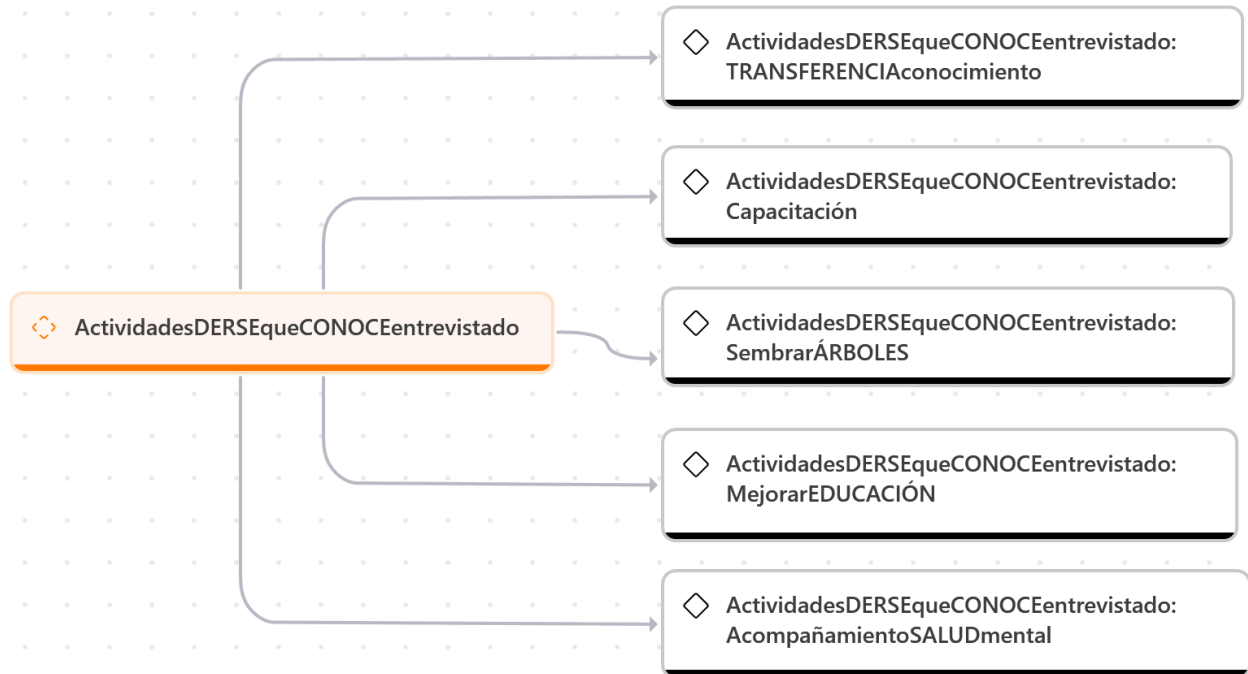 ActividadesDERSEqueCONOCEentrevistado:
TRANSFERENCIAconocimiento
ActividadesDERSEqueCONOCEentrevistado:
Capacitación
ActividadesDERSEqueCONOCEentrevistado
ActividadesDERSEqueCONOCEentrevistado:
SembrarÁRBOLES
ActividadesDERSEqueCONOCEentrevistado:
MejorarEDUCACIÓN
ActividadesDERSEqueCONOCEentrevistado:
AcompañamientoSALUDmental